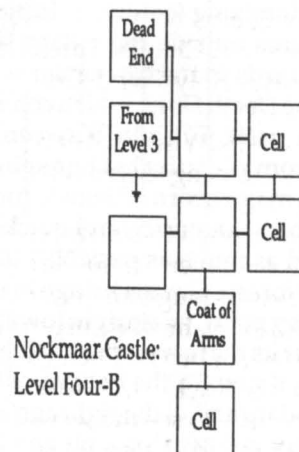 Dead
End
From
Level 3
Cell
Cell
Coat of
Arms
Nockmaar Castle:
Level Four-B
Cell